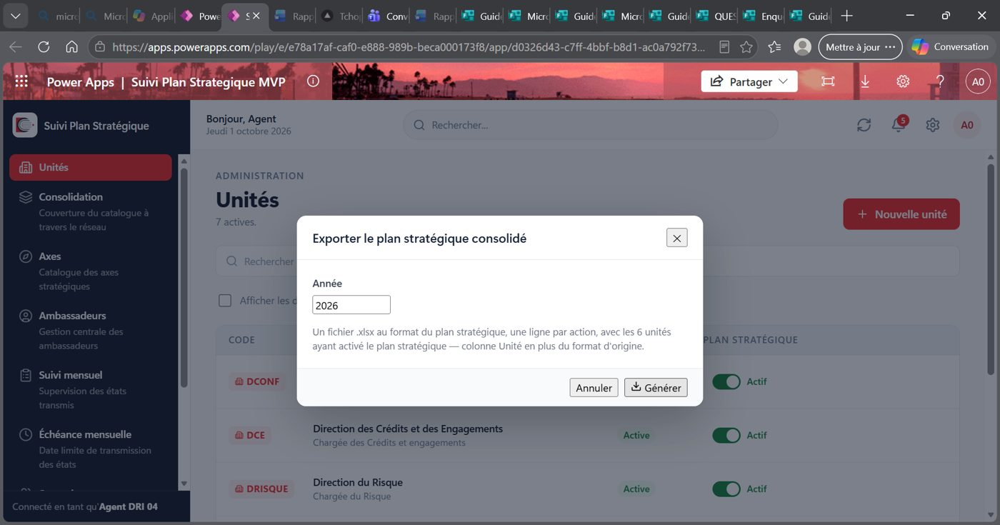 micro
Micro
Appli
Powe
S
Rapp
Tchop
Conv
Rapp
Guide
Micro
Guide
Micro
Guide
QUES
Enqu
Guide
https://apps.powerapps.com/play/e/e78a17af-caf0-e888-989b-beca000173f8/app/d0326d43-c7ff-4bbf-b8d1-ac0a792f73...
Mettre à jour
Conversation
Power Apps | Suivi Plan Strategique MVP
Partager
A0
Suivi Plan Stratégique
Bonjour, Agent
Jeudi 1 octobre 2026
Rechercher...
5
A0
Unités
Consolidation
Couverture du catalogue à
travers le réseau
Axes
Catalogue des axes
stratégiques
Ambassadeurs
Gestion centrale des
ambassadeurs
Suivi mensuel
Supervision des états
transmis
Échéance mensuelle
Date limite de transmission
des états
Connecté en tant qu'Agent DRI 04
ADMINISTRATION
Unités
7 actives.
+ Nouvelle unité
Rechercher
Afficher les d
CODE
PLAN STRATÉGIQUE
DCONF
Actif
DCE
Direction des Crédits et des Engagements
Chargée des Crédits et engagements
Active
Actif
DRISQUE
Direction du Risque
Chargée du Risque
Active
Actif
Exporter le plan stratégique consolidé
Année
2026
Un fichier .xlsx au format du plan stratégique, une ligne par action, avec les 6 unités
ayant activé le plan stratégique — colonne Unité en plus du format d'origine.
Annuler
Générer